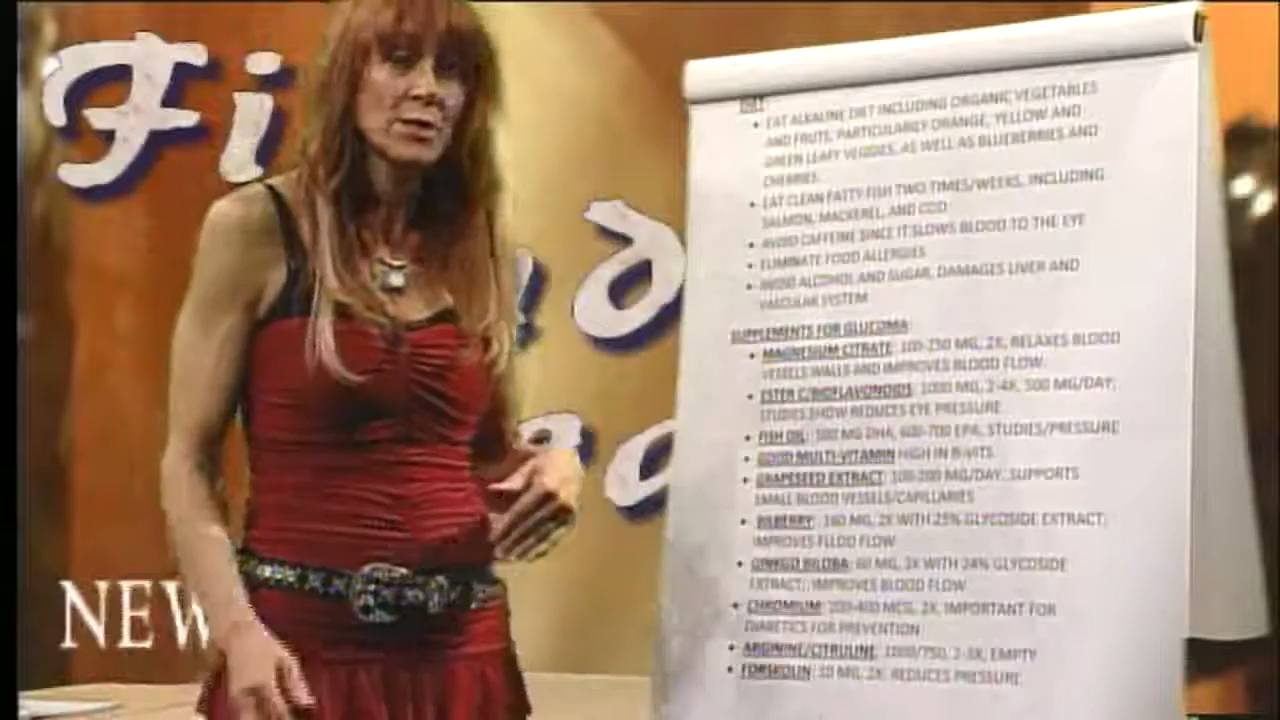 Fi
d
NEW
DIET
• EAT ALKALINE DIET INCLUDING ORGANIC VEGETABLES
AND FRUTE, PARTICULARILY ORANGE, YELLOW AND
GREEN LEAFY VEGGIES, AS WELL AS BLUEBERRIES AND
CHERRIES.
• EAT CLEAN FATTY FISH TWO TIMES/WEEKS, INCLUDING
SALMON, MACKEREL, AND COD
• AVOID CAFFEINE SINCE IT SLOWS BLOOD TO THE EYE
• ELIMINATE FOOD ALLERGIES
• AVOID ALCOHOL AND SUGAR, DAMAGES LIVER AND
VASCULAR SYSTEM
SUPPLEMENTS FOR GLUCOMA:
• MAGNESIUM CITRATE: 100-250 MG, 2X, RELAXES BLOOD
VESSELS WALLS AND IMPROVES BLOOD FLOW
• ESTER C/BIOFLAVONOIDS: 1000 MG, 2-4X, 500 MG/DAY,
STUDIES SHOW REDUCES EYE PRESSURE
• FISH OIL: 500 MG DHA, 600-700 EPA, STUDIES/PRESSURE
• GOOD MULTI-VITAMIN HIGH IN B-VITS
• GRAPESEED EXTRACT: 100-200 MG/DAY, SUPPORTS
SMALL BLOOD VESSELS/CAPILLARIES
• BILBERRY: 160 MG, 2X WITH 25% GLYCOSIDE EXTRACT,
IMPROVES FLLOD FLOW
• GINKGO BILOBA: 60 MG, 3X WITH 24% GLYCOSIDE
EXTRACT, IMPROVES BLOOD FLOW
• CHROMIUM: 200-400 MCG, 2X, IMPORTANT FOR
DIABETICS FOR PREVENTION
• ARGININE/CITRULINE: 1000/750, 2-3X, EMPTY
• FORSKOLIN: 10 MG, 2X, REDUCES PRESSURE